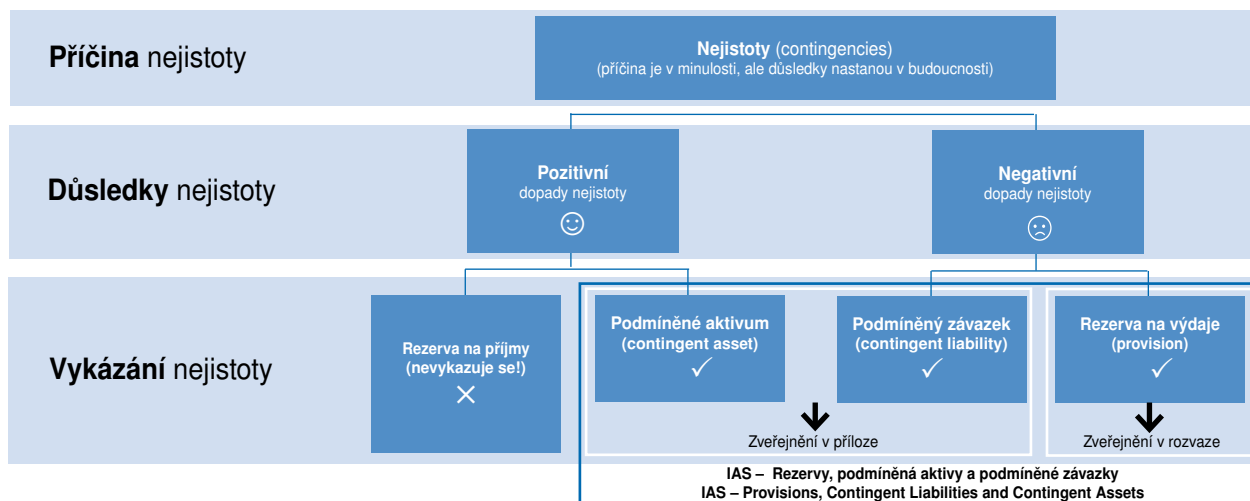 Příčina nejistoty
Nejistoty (contingencies)
(příčina je v minulosti, ale důsledky nastanou v budoucnosti)
Důsledky nejistoty
Pozitivní
dopady nejistoty
Negativní
dopady nejistoty
Vykázání nejistoty
Rezerva na příjmy
(nevykazuje se!)
Podmíněné aktivum
(contingent asset)
Podmíněný závazek
(contingent liability)
Rezerva na výdaje
(provision)
Zveřejnění v příloze
Zveřejnění v rozvaze
IAS – Rezervy, podmíněná aktivy a podmíněné závazky
IAS – Provisions, Contingent Liabilities and Contingent Assets